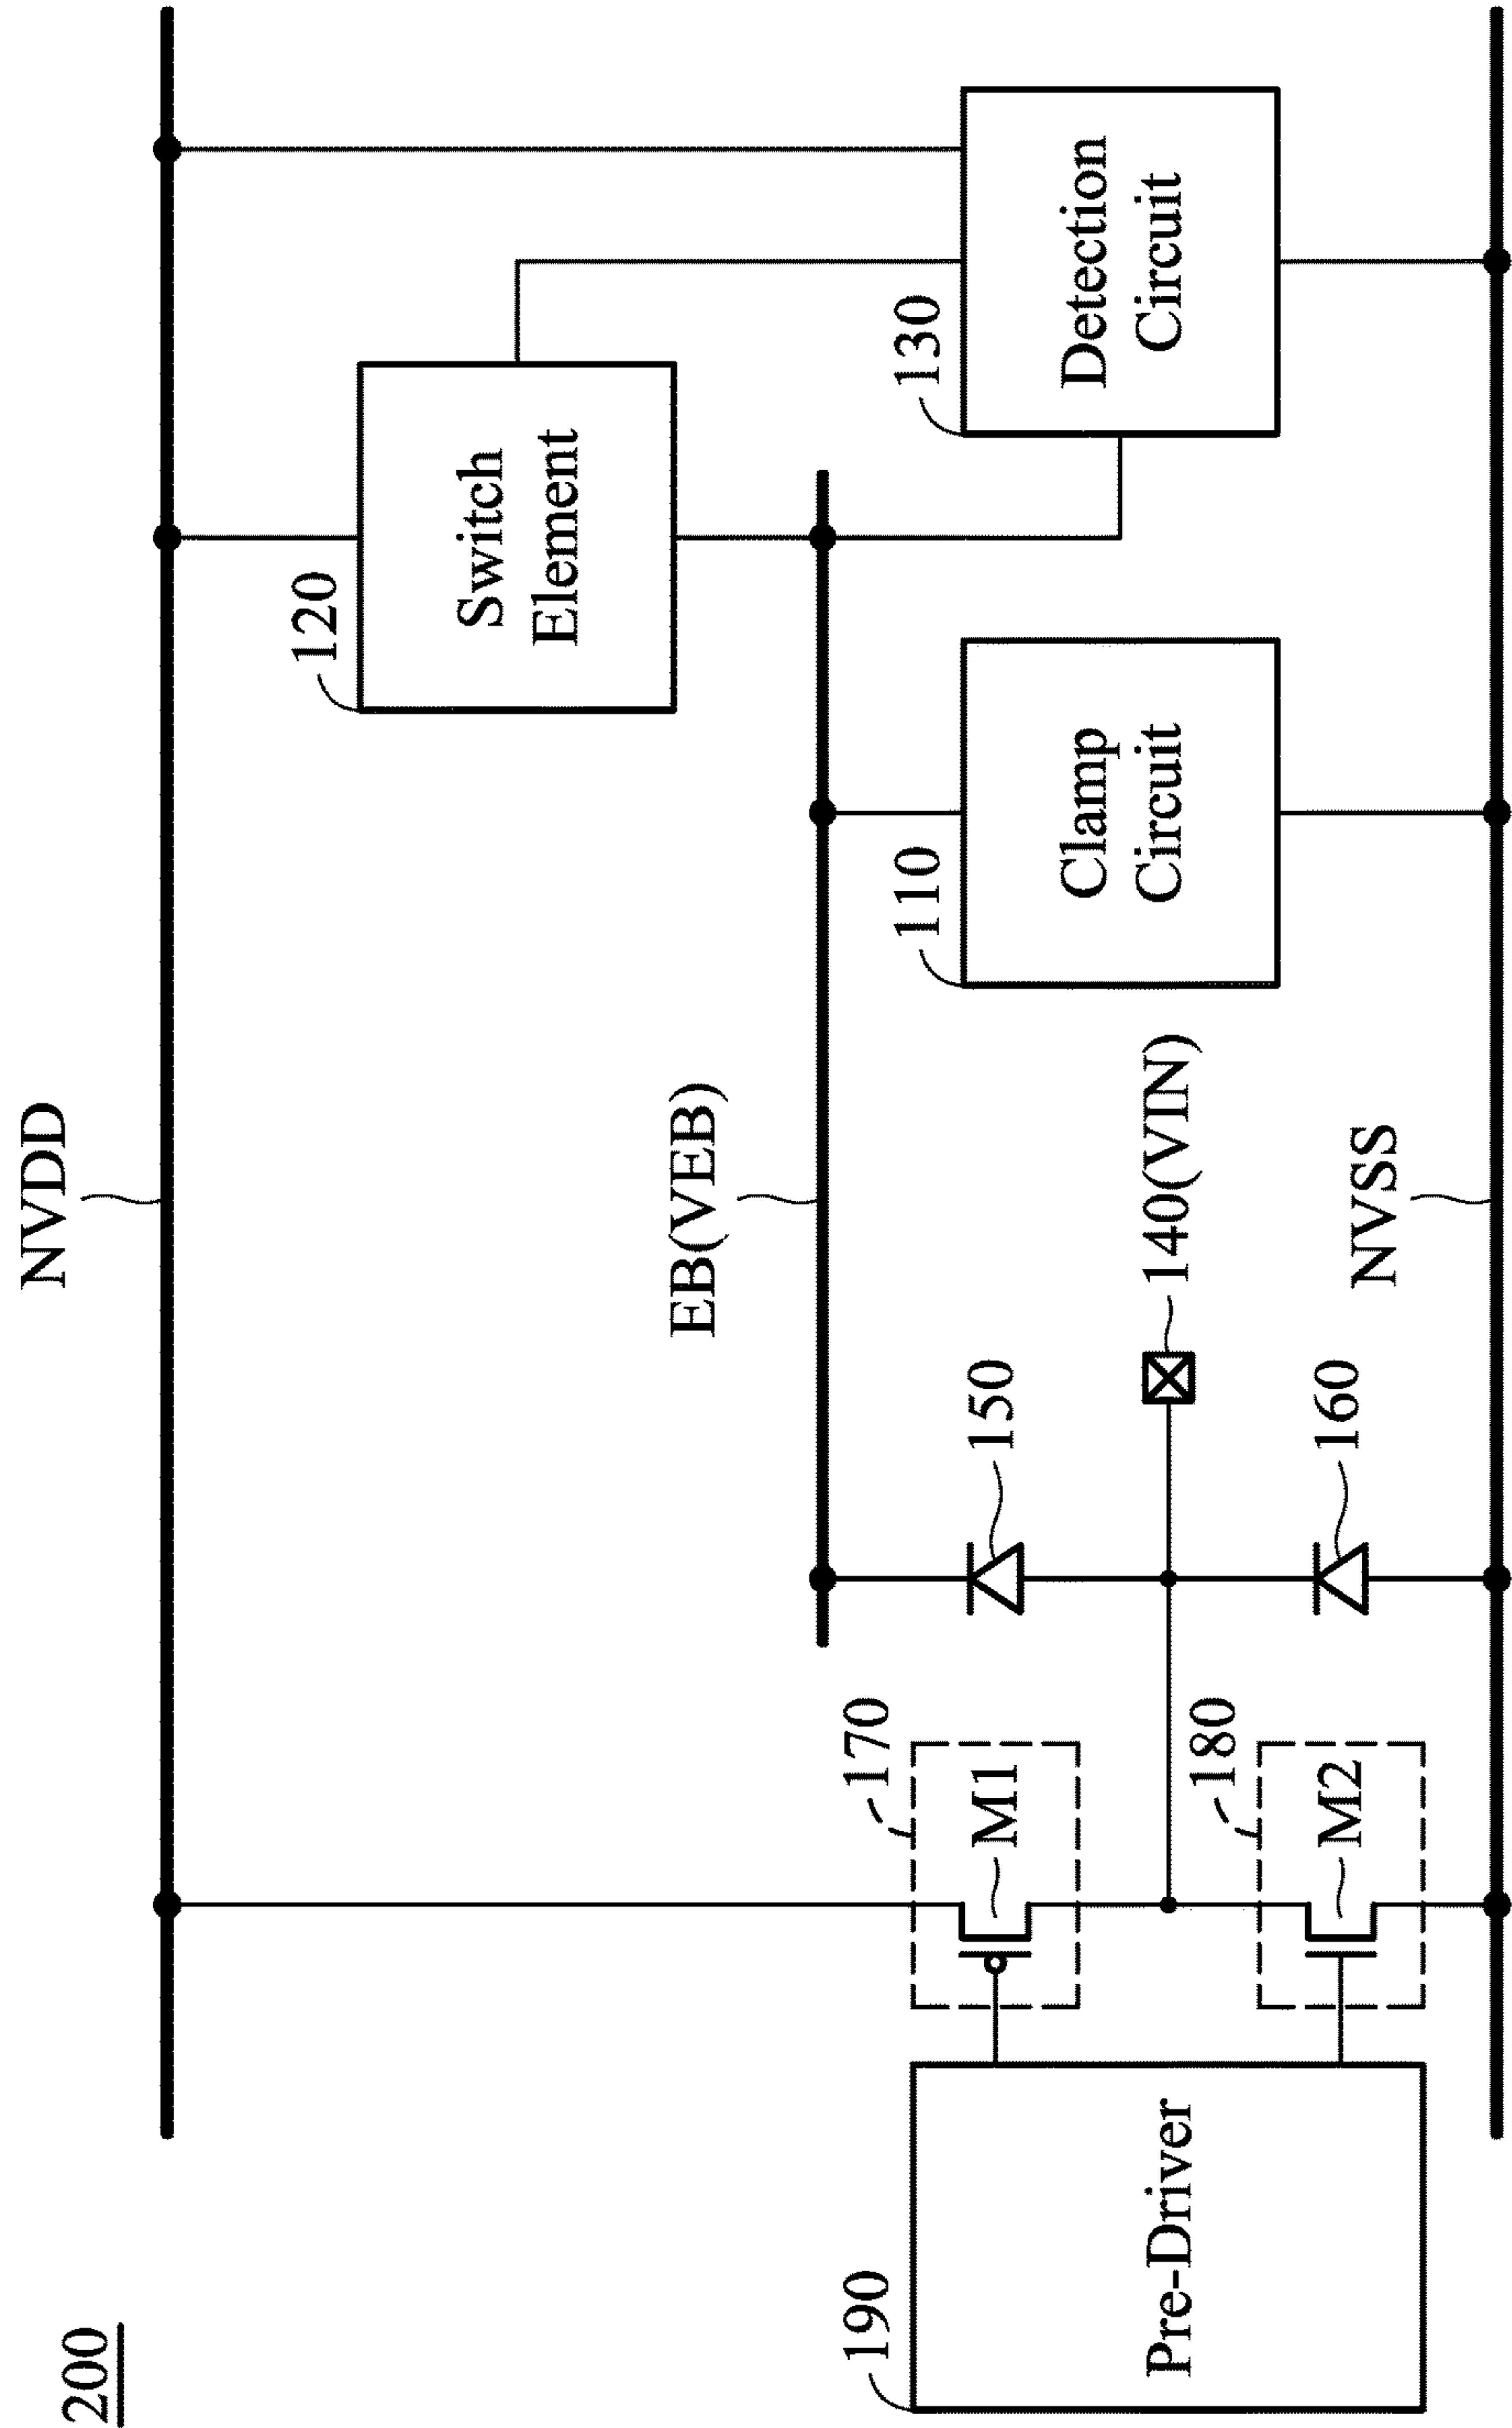 200
NVDD
120
Switch
Element
EB(VEB)
190
Pre-Driver
170
M1
150
110
Clamp
Circuit
130
Detection
Circuit
140(VIN)
180
M2
160
NVSS